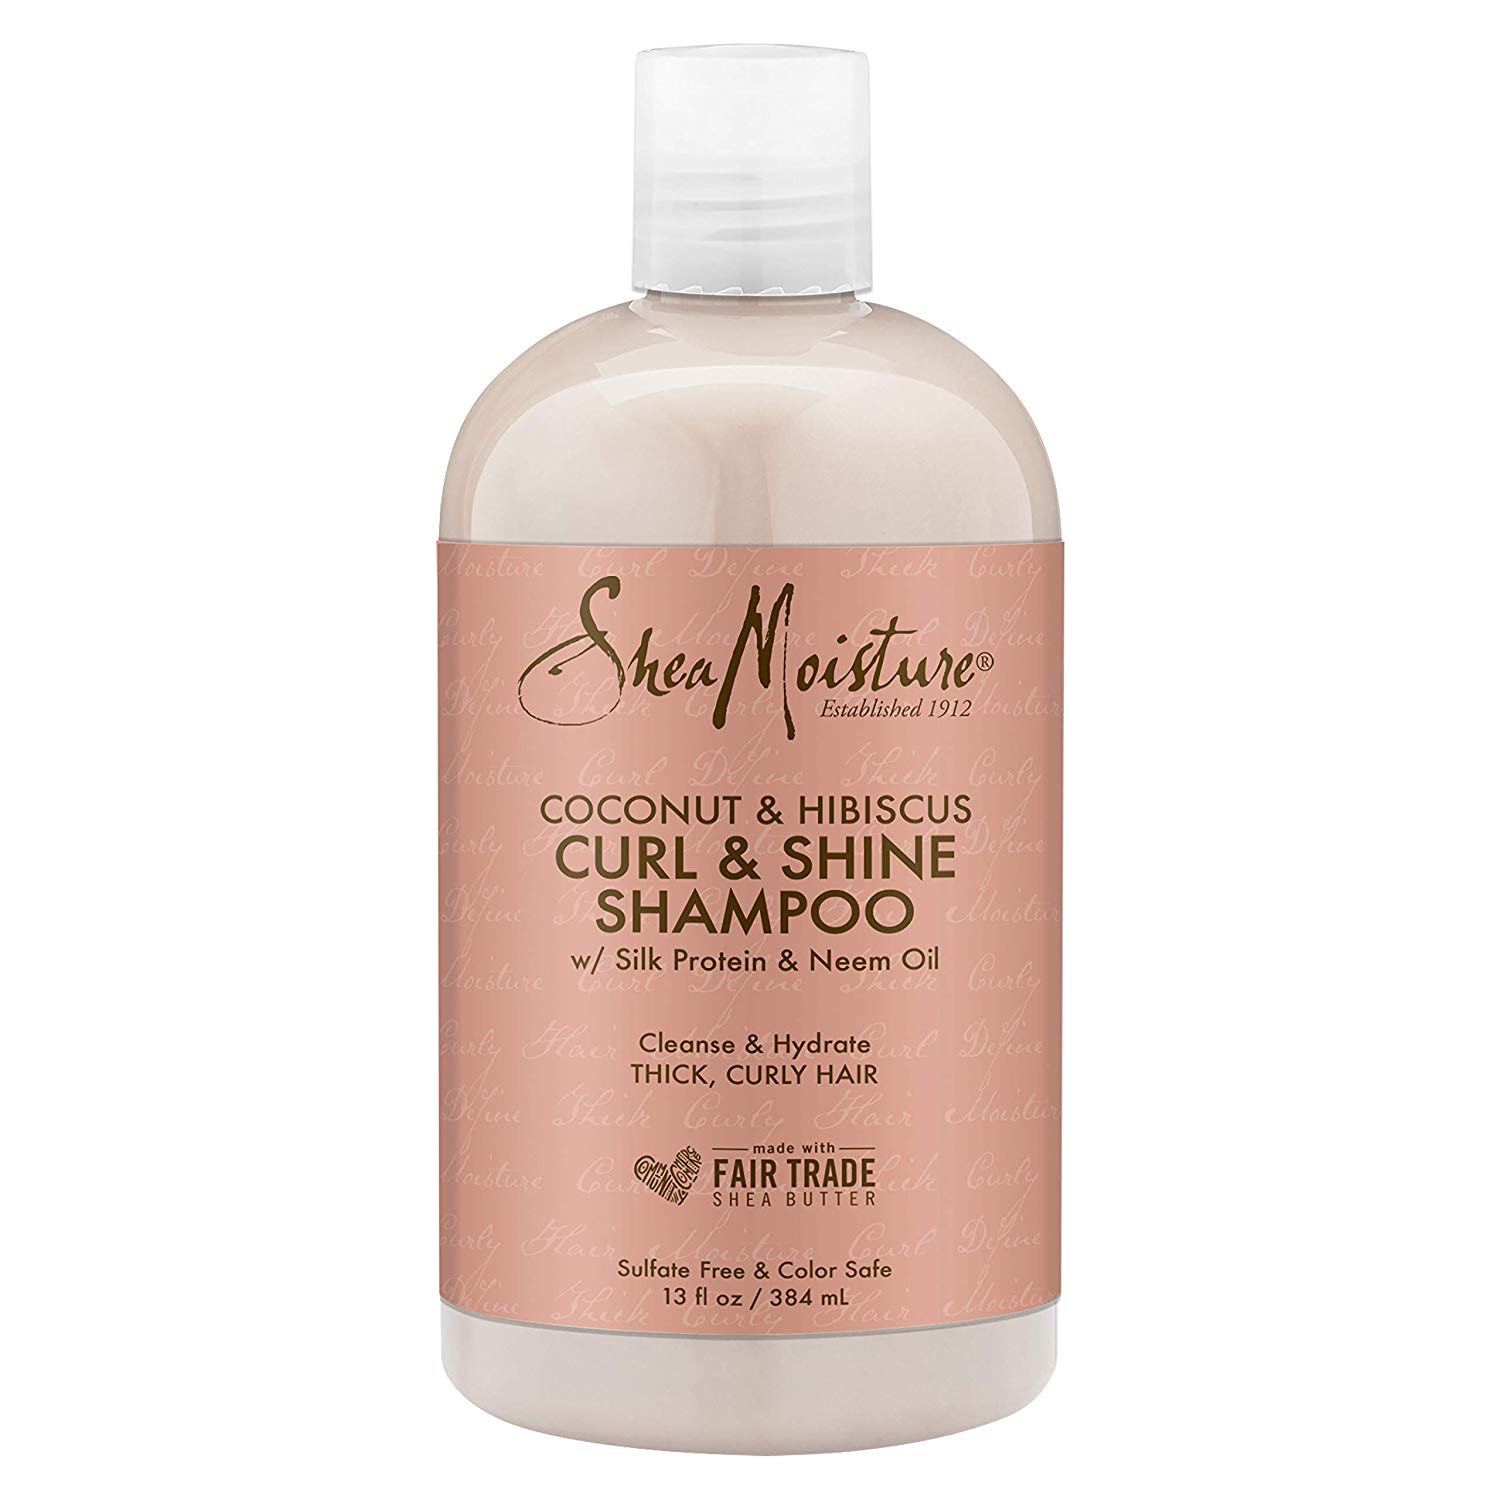 SheaMoisture®
Established 1912
COCONUT & HIBISCUS
CURL & SHINE
SHAMPOO
w/ Silk Protein & Neem Oil
Cleanse & Hydrate
THICK, CURLY HAIR
made with
FAIR TRADE
SHEA BUTTER
Sulfate Free & Color Safe
13 fl oz / 384 mL